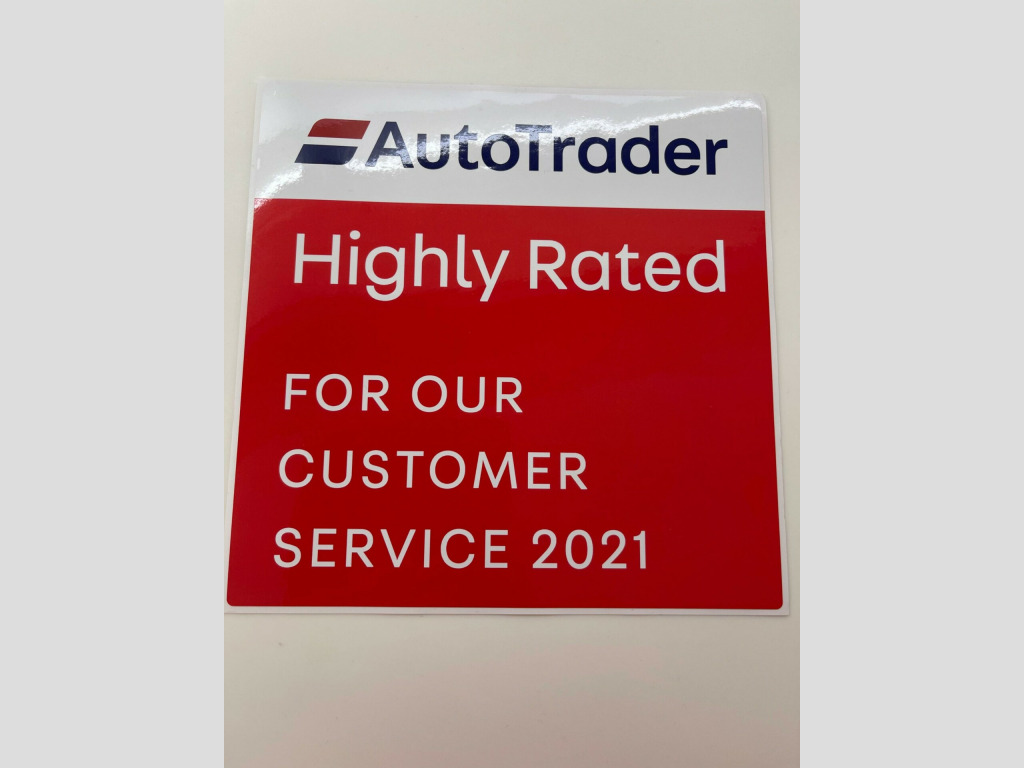 AutoTrader
Highly Rated
FOR OUR
CUSTOMER
SERVICE 2021